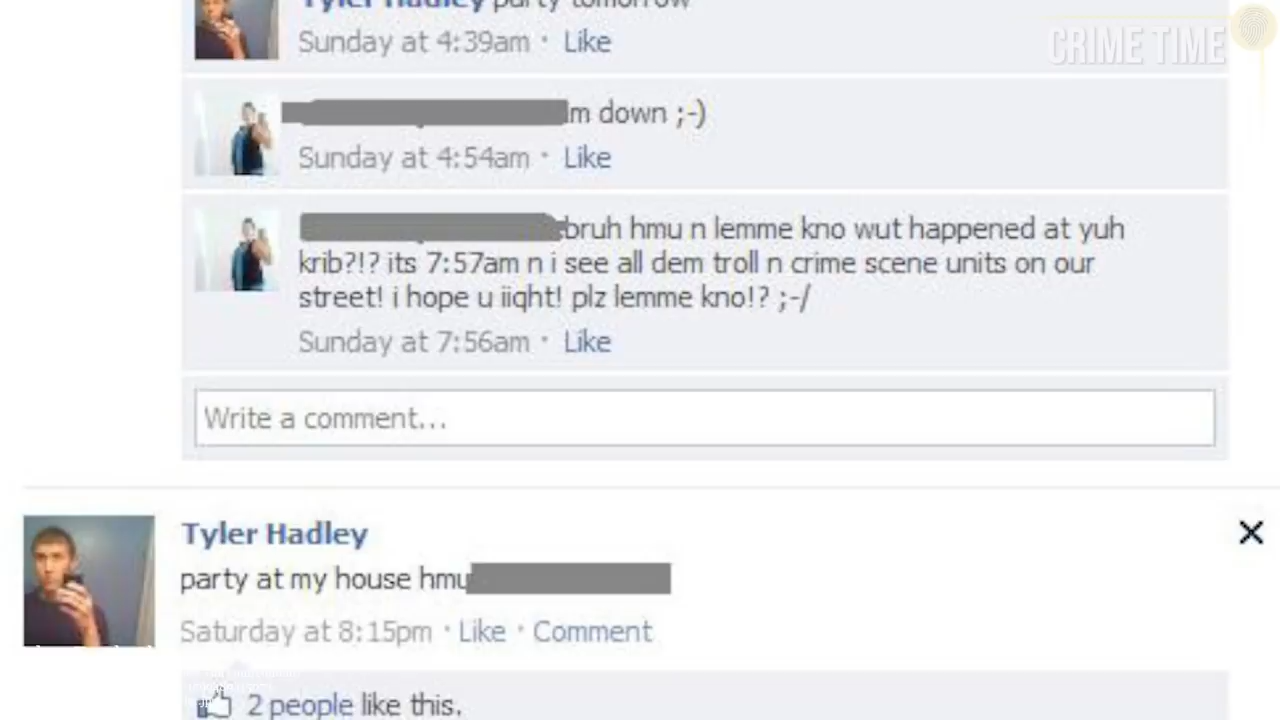 Tyler Hadley party tomorrow
CRIME TIME
Sunday at 4:39am · Like
m down ;-)
Sunday at 4:54am · Like
bruh hmu n lemme kno wut happened at yuh
krib?!? its 7:57am n i see all dem troll n crime scene units on our
street! i hope u iiqht! plz lemme kno!? ;-/
Sunday at 7:56am · Like
Write a comment...
Tyler Hadley
party at my house hmu
Saturday at 8:15pm · Like · Comment
2 people like this.